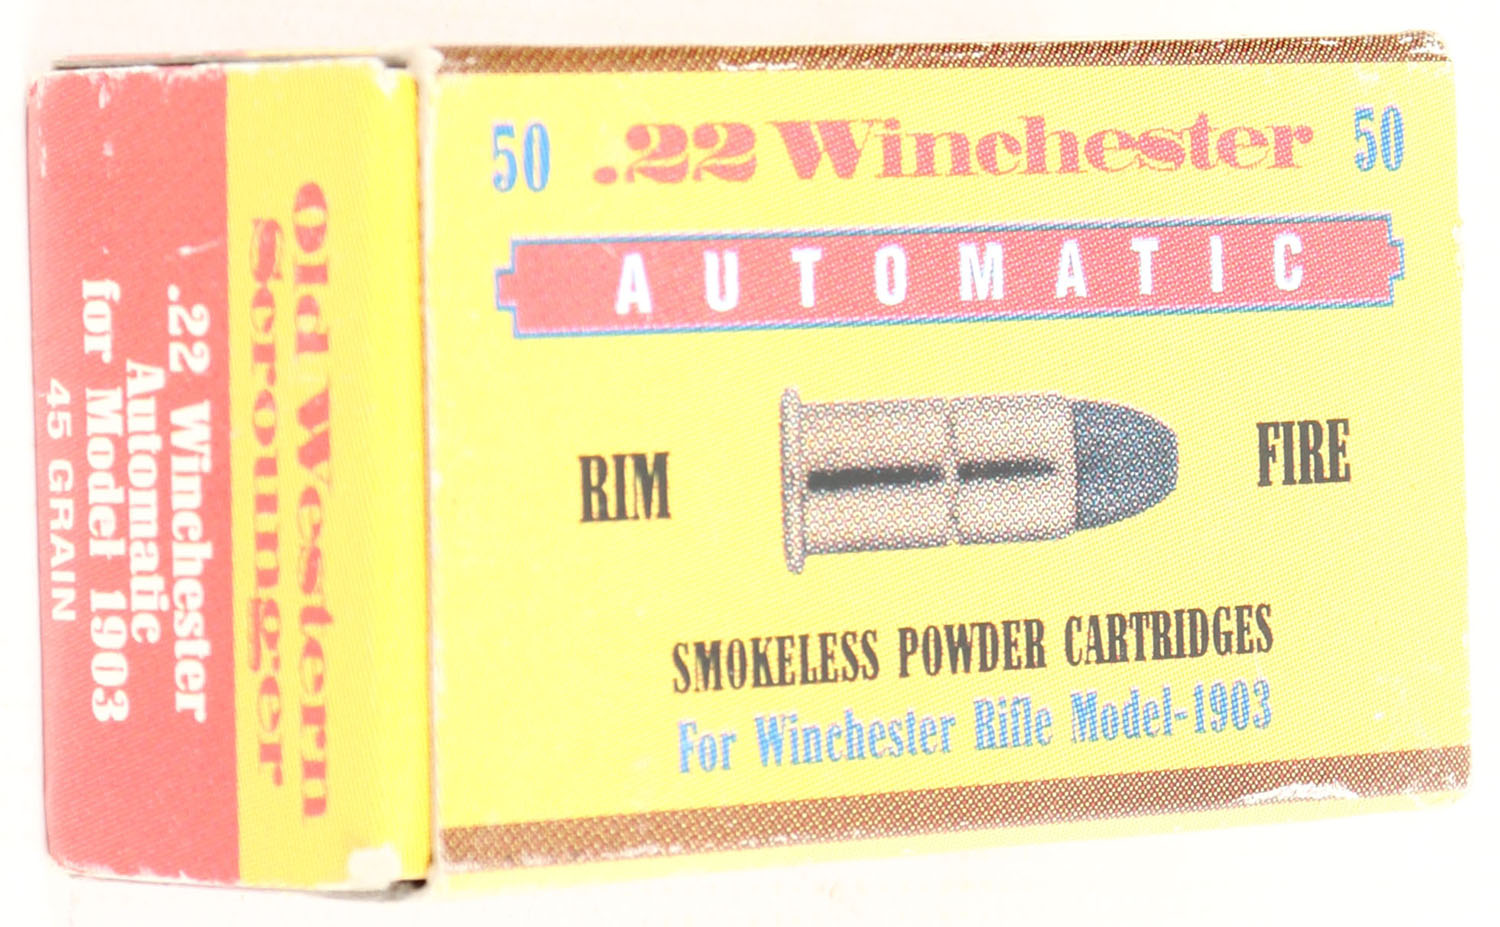 50 .22 Winchester 50
AUTOMATIC
RIM FIRE
SMOKELESS POWDER CARTRIDGES
For Winchester Rifle Model-1903
Old Western
Scrounger
.22 Winchester
Automatic
for Model 1903
45 GRAIN